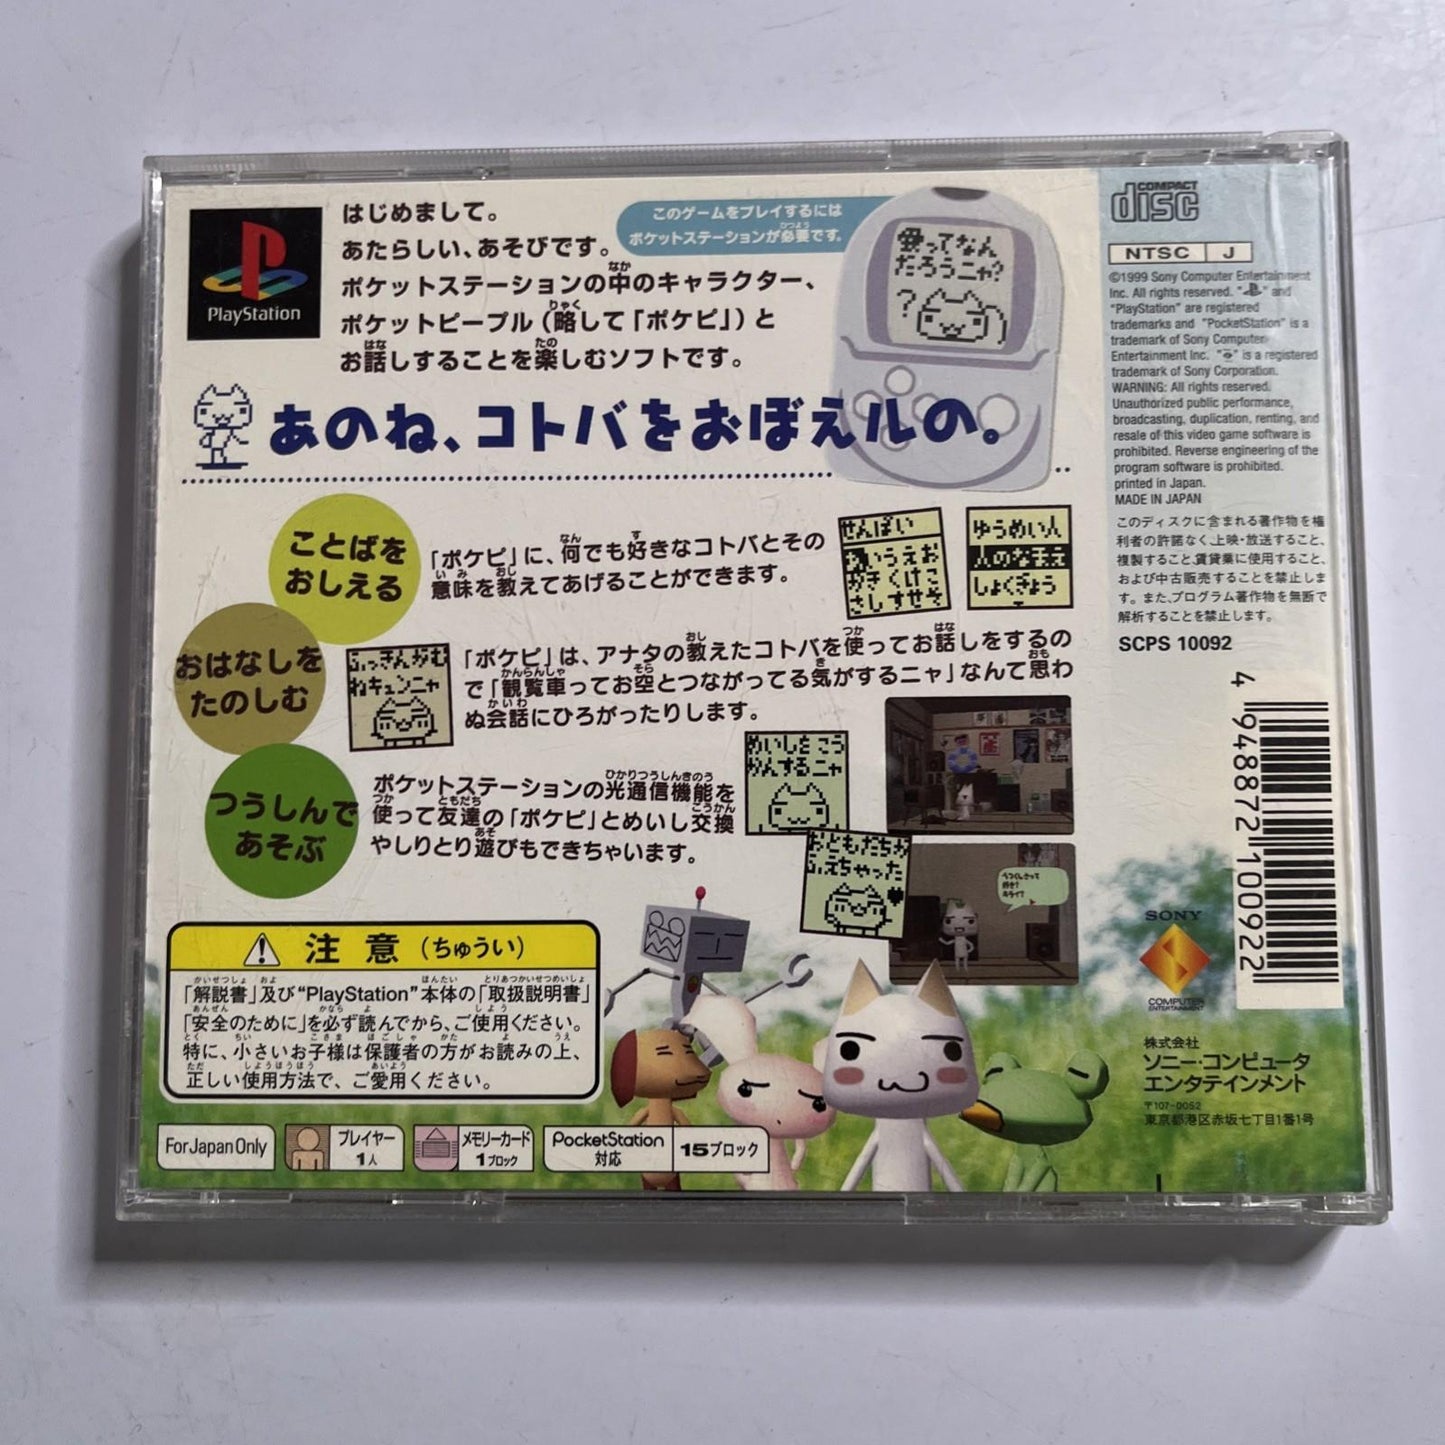 PlayStation
はじめまして。
あたらしい、あそびです。
ポケットステーションの中のキャラクター、
ポケットピープル（略して「ポケピ」）と
お話しすることを楽しむソフトです。
このゲームをプレイするには
ポケットステーションが必要です。
ってなん
だろうニャ？
？
あのね、コトバをおぼえルの。
ことばを
おしえる
「ポケピ」に、何でも好きなコトバとその
意味を教えてあげることができます。
せんぱい
あいうえお
かきくけこ
さしすせそ
ゆうめい人
人のなまえ
しょくぎょう
おはなしを
たのしむ
ふっきんがむ
ねキュンニャ
「ポケピ」は、アナタの教えたコトバを使ってお話しをするの
で「観覧車ってお空とつながってる気がするニャ」なんて思わ
ぬ会話にひろがったりします。
つうしんで
あそぶ
ポケットステーションの光通信機能を
使って友達の「ポケピ」とめいし交換
やしりとり遊びもできちゃいます。
めいしをこう
かんするニャ
おともだちが
ふえちゃった
注意（ちゅうい）
「解説書」及び“PlayStation”本体の「取扱説明書」
「安全のために」を必ず読んでから、ご使用ください。
特に、小さいお子様は保護者の方がお読みの上、
正しい使用方法で、ご愛用ください。
For Japan Only
プレイヤー
1人
メモリーカード
1ブロック
PocketStation
対応
15ブロック
COMPACT
disc
NTSC J
©1999 Sony Computer Entertainment
Inc. All rights reserved. " " and
"PlayStation" are registered
trademarks and "PocketStation" is a
trademark of Sony Computer
Entertainment Inc. " " is a registered
trademark of Sony Corporation.
WARNING: All rights reserved.
Unauthorized public performance,
broadcasting, duplication, renting, and
resale of this video game software is
prohibited. Reverse engineering of the
program software is prohibited.
printed in Japan.
MADE IN JAPAN
このディスクに含まれる著作物を権
利者の許諾なく上映・放送すること、
複製すること、賃貸業に使用すること、
および中古販売することを禁止しま
す。また、プログラム著作物を無断で
解析することを禁止します。
SCPS 10092
4 948872 100922
SONY
COMPUTER
ENTERTAINMENT
株式会社
ソニー・コンピュータ
エンタテインメント
〒107-0052
東京都港区赤坂七丁目1番1号